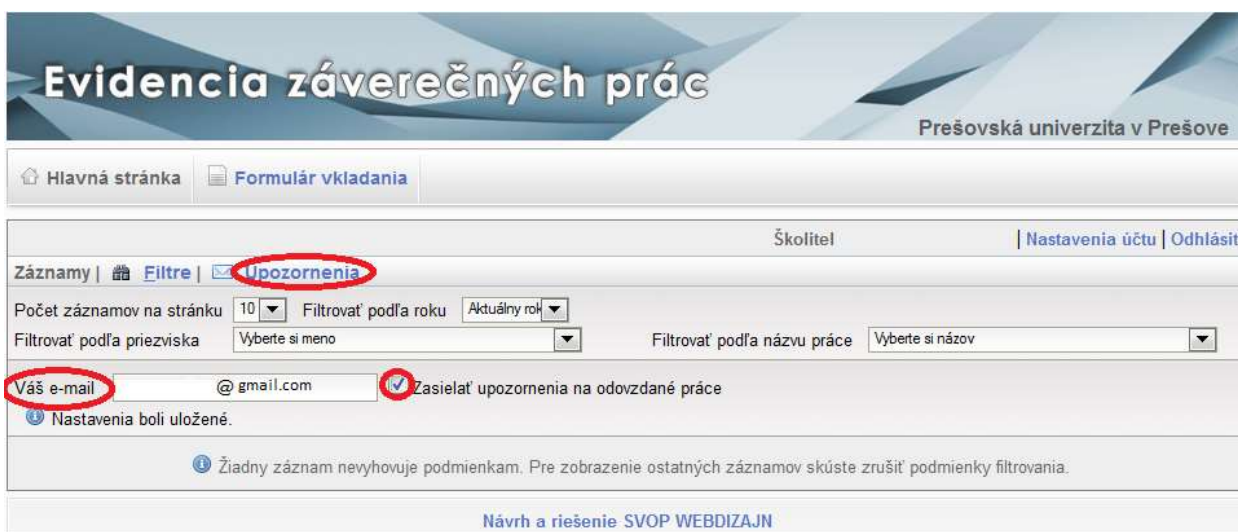 Evidencia záverečných prác
Prešovská univerzita v Prešove
Hlavná stránka Formulár vkladania
Školitel | Nastavenia účtu | Odhlásit
Záznamy | Filtre | Upozornenia
Počet záznamov na stránku 10 Filtrovať podľa roku Aktuálny rok
Filtrovať podľa priezviska Vyberte si meno Filtrovať podľa názvu práce Vyberte si názov
Váš e-mail @ gmail.com Zasielať upozornenia na odovzdané práce
Nastavenia boli uložené.
Žiadny záznam nevyhovuje podmienkam. Pre zobrazenie ostatných záznamov skúste zrušiť podmienky filtrovania.
Návrh a riešenie SVOP WEBDIZAJN